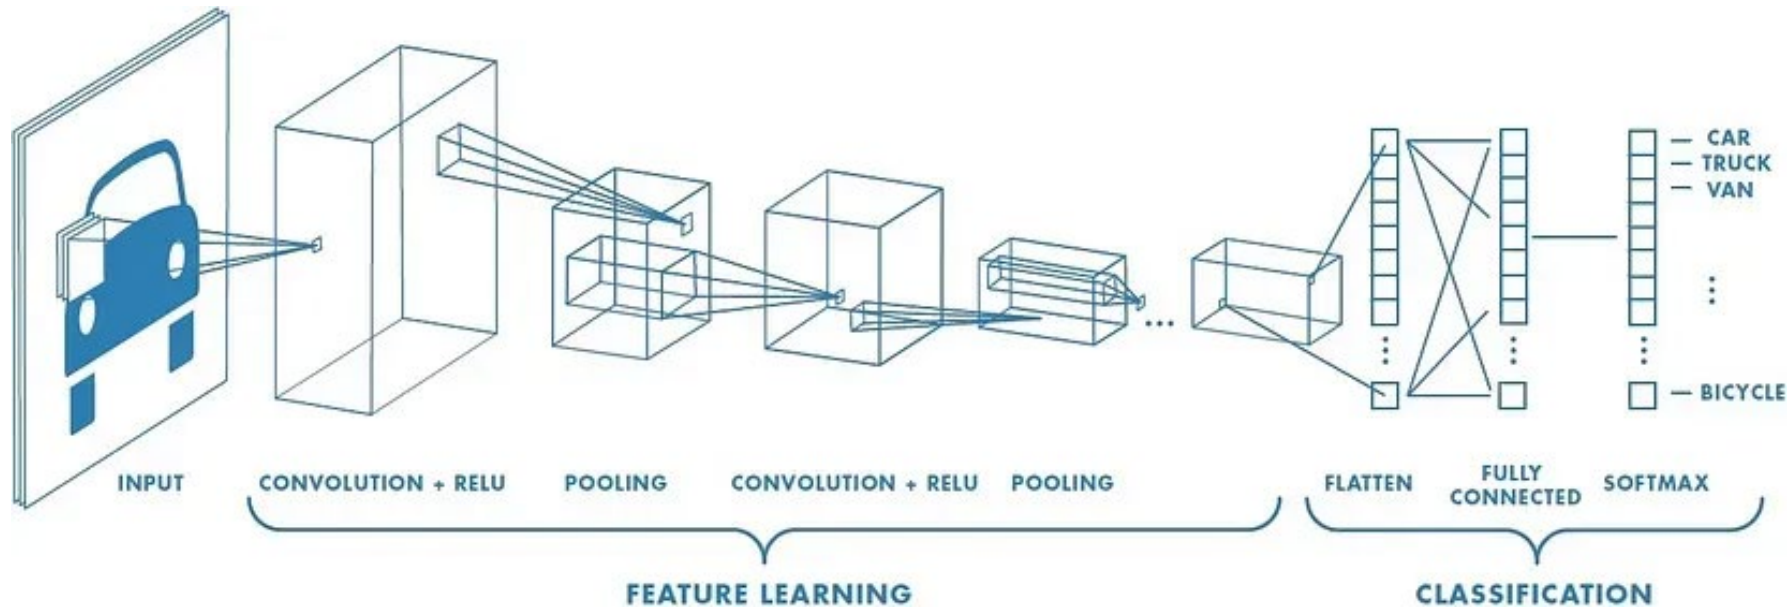 CAR
TRUCK
VAN
BICYCLE
INPUT
CONVOLUTION + RELU
POOLING
CONVOLUTION + RELU
POOLING
FLATTEN
FULLY
CONNECTED
SOFTMAX
FEATURE LEARNING
CLASSIFICATION